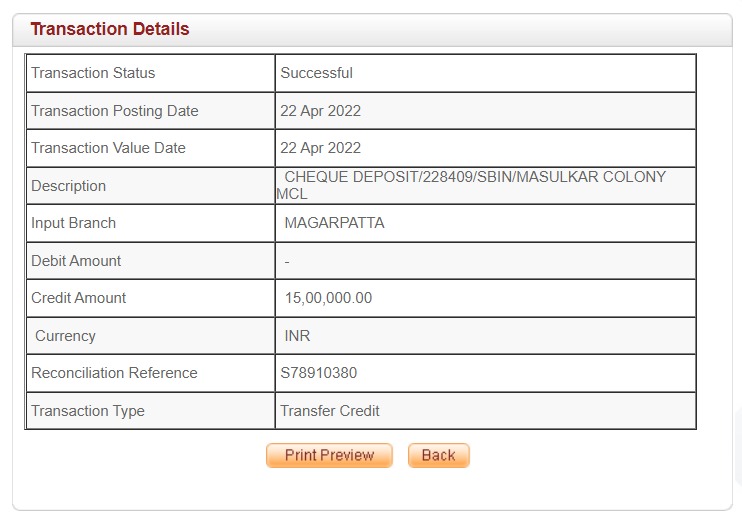 Transaction Details
Transaction Status Successful
Transaction Posting Date 22 Apr 2022
Transaction Value Date 22 Apr 2022
Description CHEQUE DEPOSIT/228409/SBIN/MASULKAR COLONY
MCL
Input Branch MAGARPATTA
Debit Amount -
Credit Amount 15,00,000.00
Currency INR
Reconciliation Reference S78910380
Transaction Type Transfer Credit
Print Preview Back